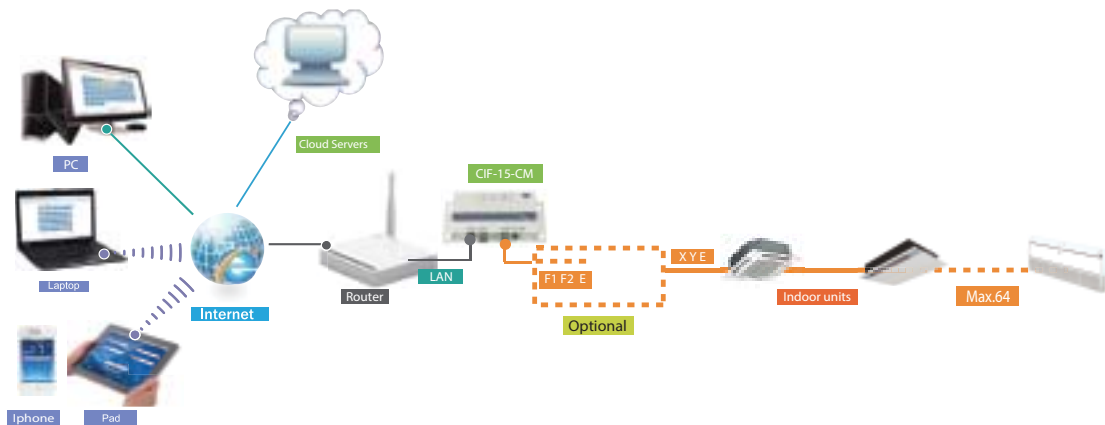 PC
Cloud Servers
CIF-15-CM
Laptop
Internet
Router
LAN
F1 F2 E
X Y E
Indoor units
Max.64
Optional
Iphone
Pad